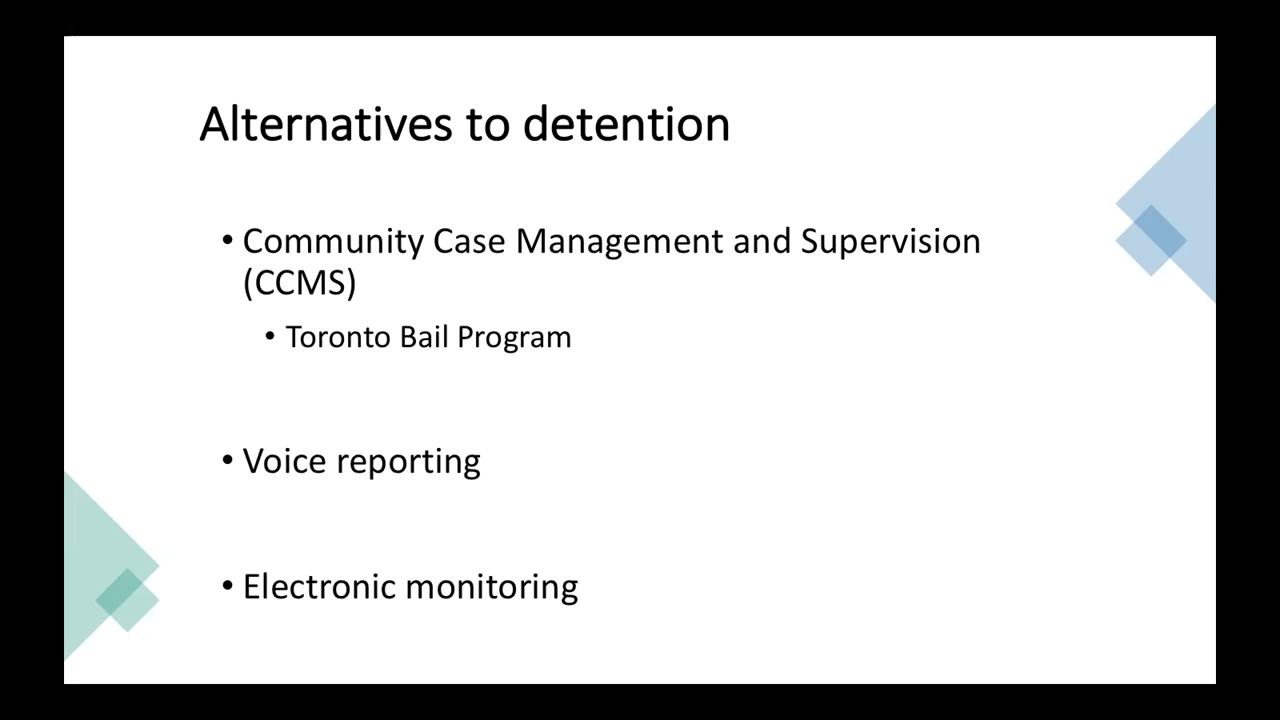 Alternatives to detention
• Community Case Management and Supervision
(CCMS)
• Toronto Bail Program
• Voice reporting
• Electronic monitoring